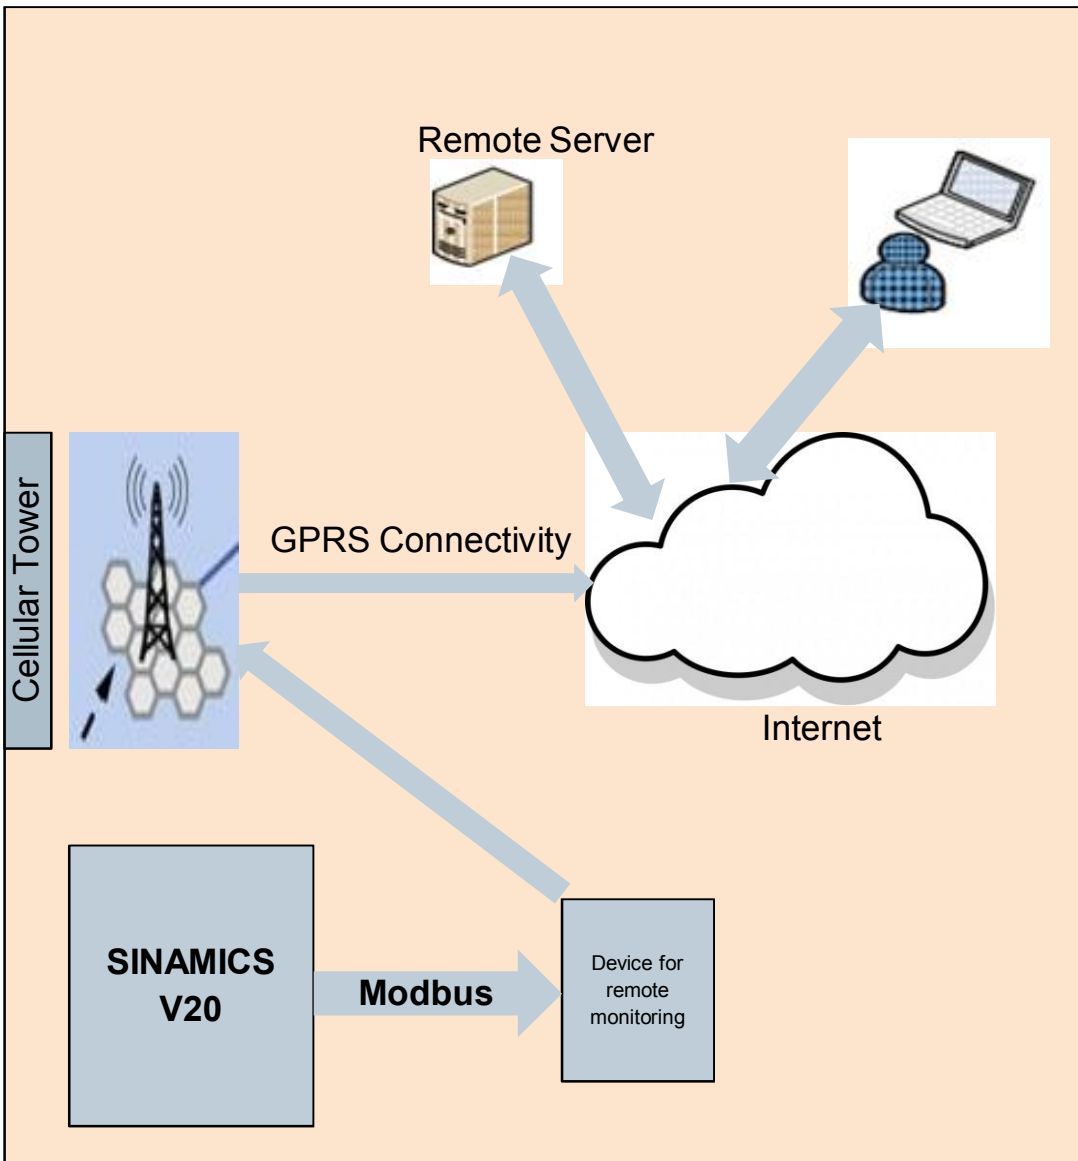 Remote Server
Cellular Tower
GPRS Connectivity
Internet
SINAMICS
V20
Modbus
Device for
remote
monitoring